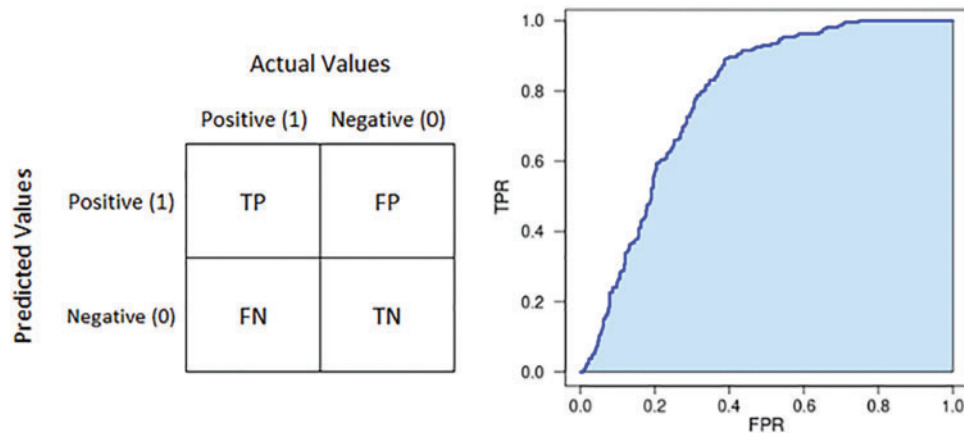 Actual Values
Positive (1) Negative (0)
Predicted Values
Positive (1) TP FP
Negative (0) FN TN
TPR
1.0
0.8
0.6
0.4
0.2
0.0
0.0 0.2 0.4 0.6 0.8 1.0
FPR